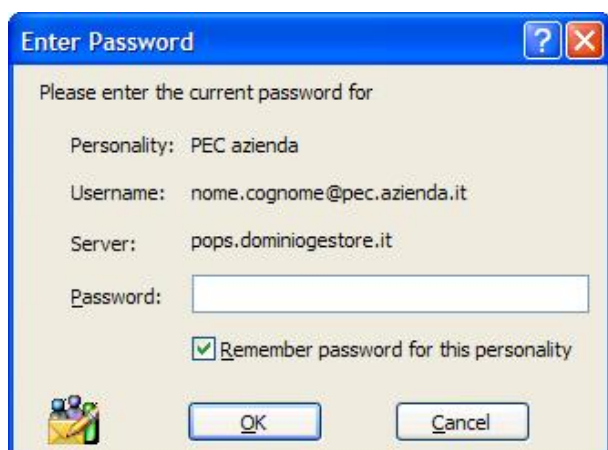 Enter Password
Please enter the current password for
Personality: PEC azienda
Username: nome.cognome@pec.azienda.it
Server: pops.dominiogestore.it
Password:
Remember password for this personality
OK Cancel